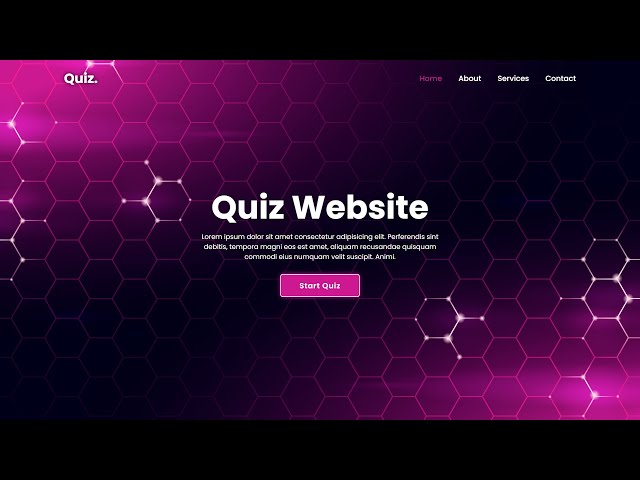 Quiz.
Home About Services Contact
Quiz Website
Lorem ipsum dolor sit amet consectetur adipisicing elit. Perferendis sint
debitis, tempora magni eos est amet, aliquam recusandae quisquam
commodi eius numquam velit suscipit. Animi.
Start Quiz